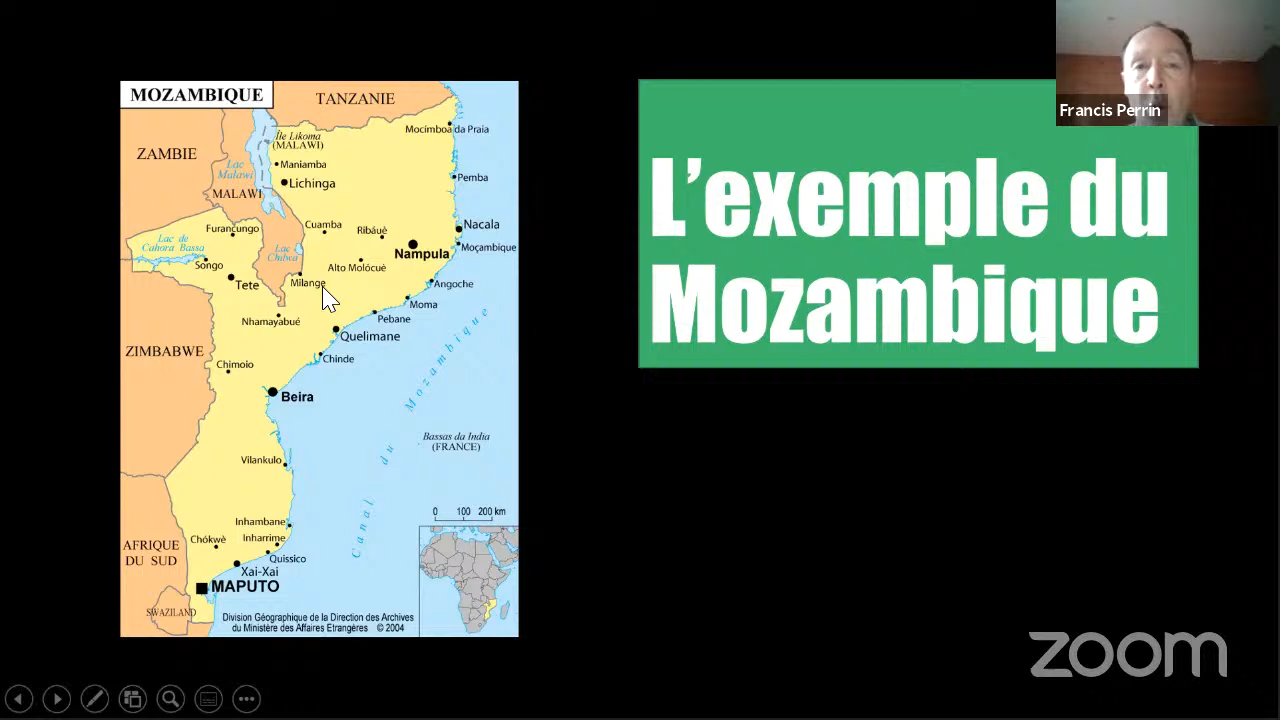 MOZAMBIQUE
TANZANIE
Mocímboa da Praia
Île Likoma
(MALAWI)
ZAMBIE
Lac
Malawi
Maniamba
Lichinga
Pemba
MALAWI
Furancungo
Cuamba
Ribáuè
Nacala
Lac de
Cahora Bassa
Lac
Chilwa
Nampula
Moçambique
Songo
Alto Molócuè
Tete
Milange
Angoche
Moma
Nhamayabué
Pebane
Quelimane
ZIMBABWE
Chinde
Chimoio
Beira
Canal du Mozambique
Bassas da India
(FRANCE)
Vilankulo
0 100 200 km
Inhambane
Chókwè
Inharrime
AFRIQUE
DU SUD
Quissico
Xai-Xai
MAPUTO
SWAZILAND
Division Géographique de la Direction des Archives
du Ministère des Affaires Etrangères © 2004
L'exemple du
Mozambique
Francis Perrin
zoom